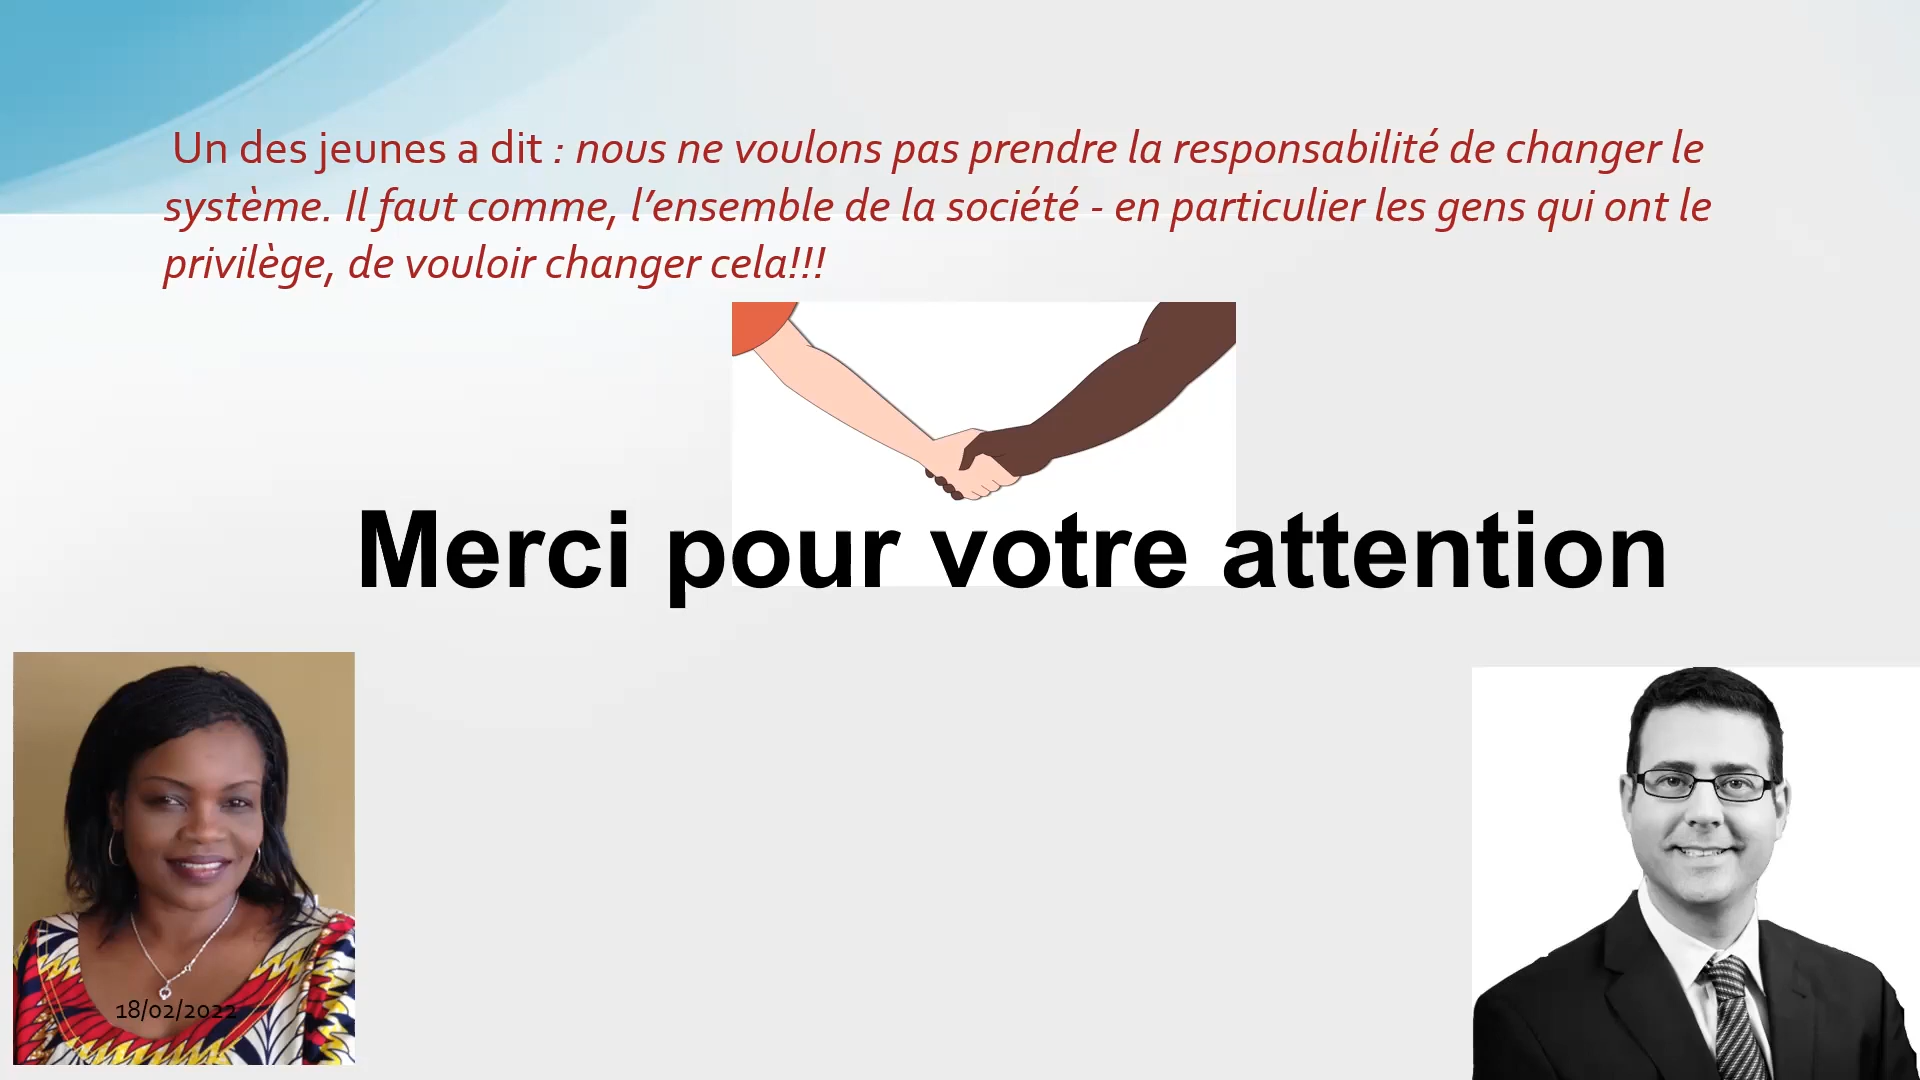 Un des jeunes a dit : nous ne voulons pas prendre la responsabilité de changer le
système. Il faut comme, l’ensemble de la société - en particulier les gens qui ont le
privilège, de vouloir changer cela!!!
Merci pour votre attention
18/02/2022